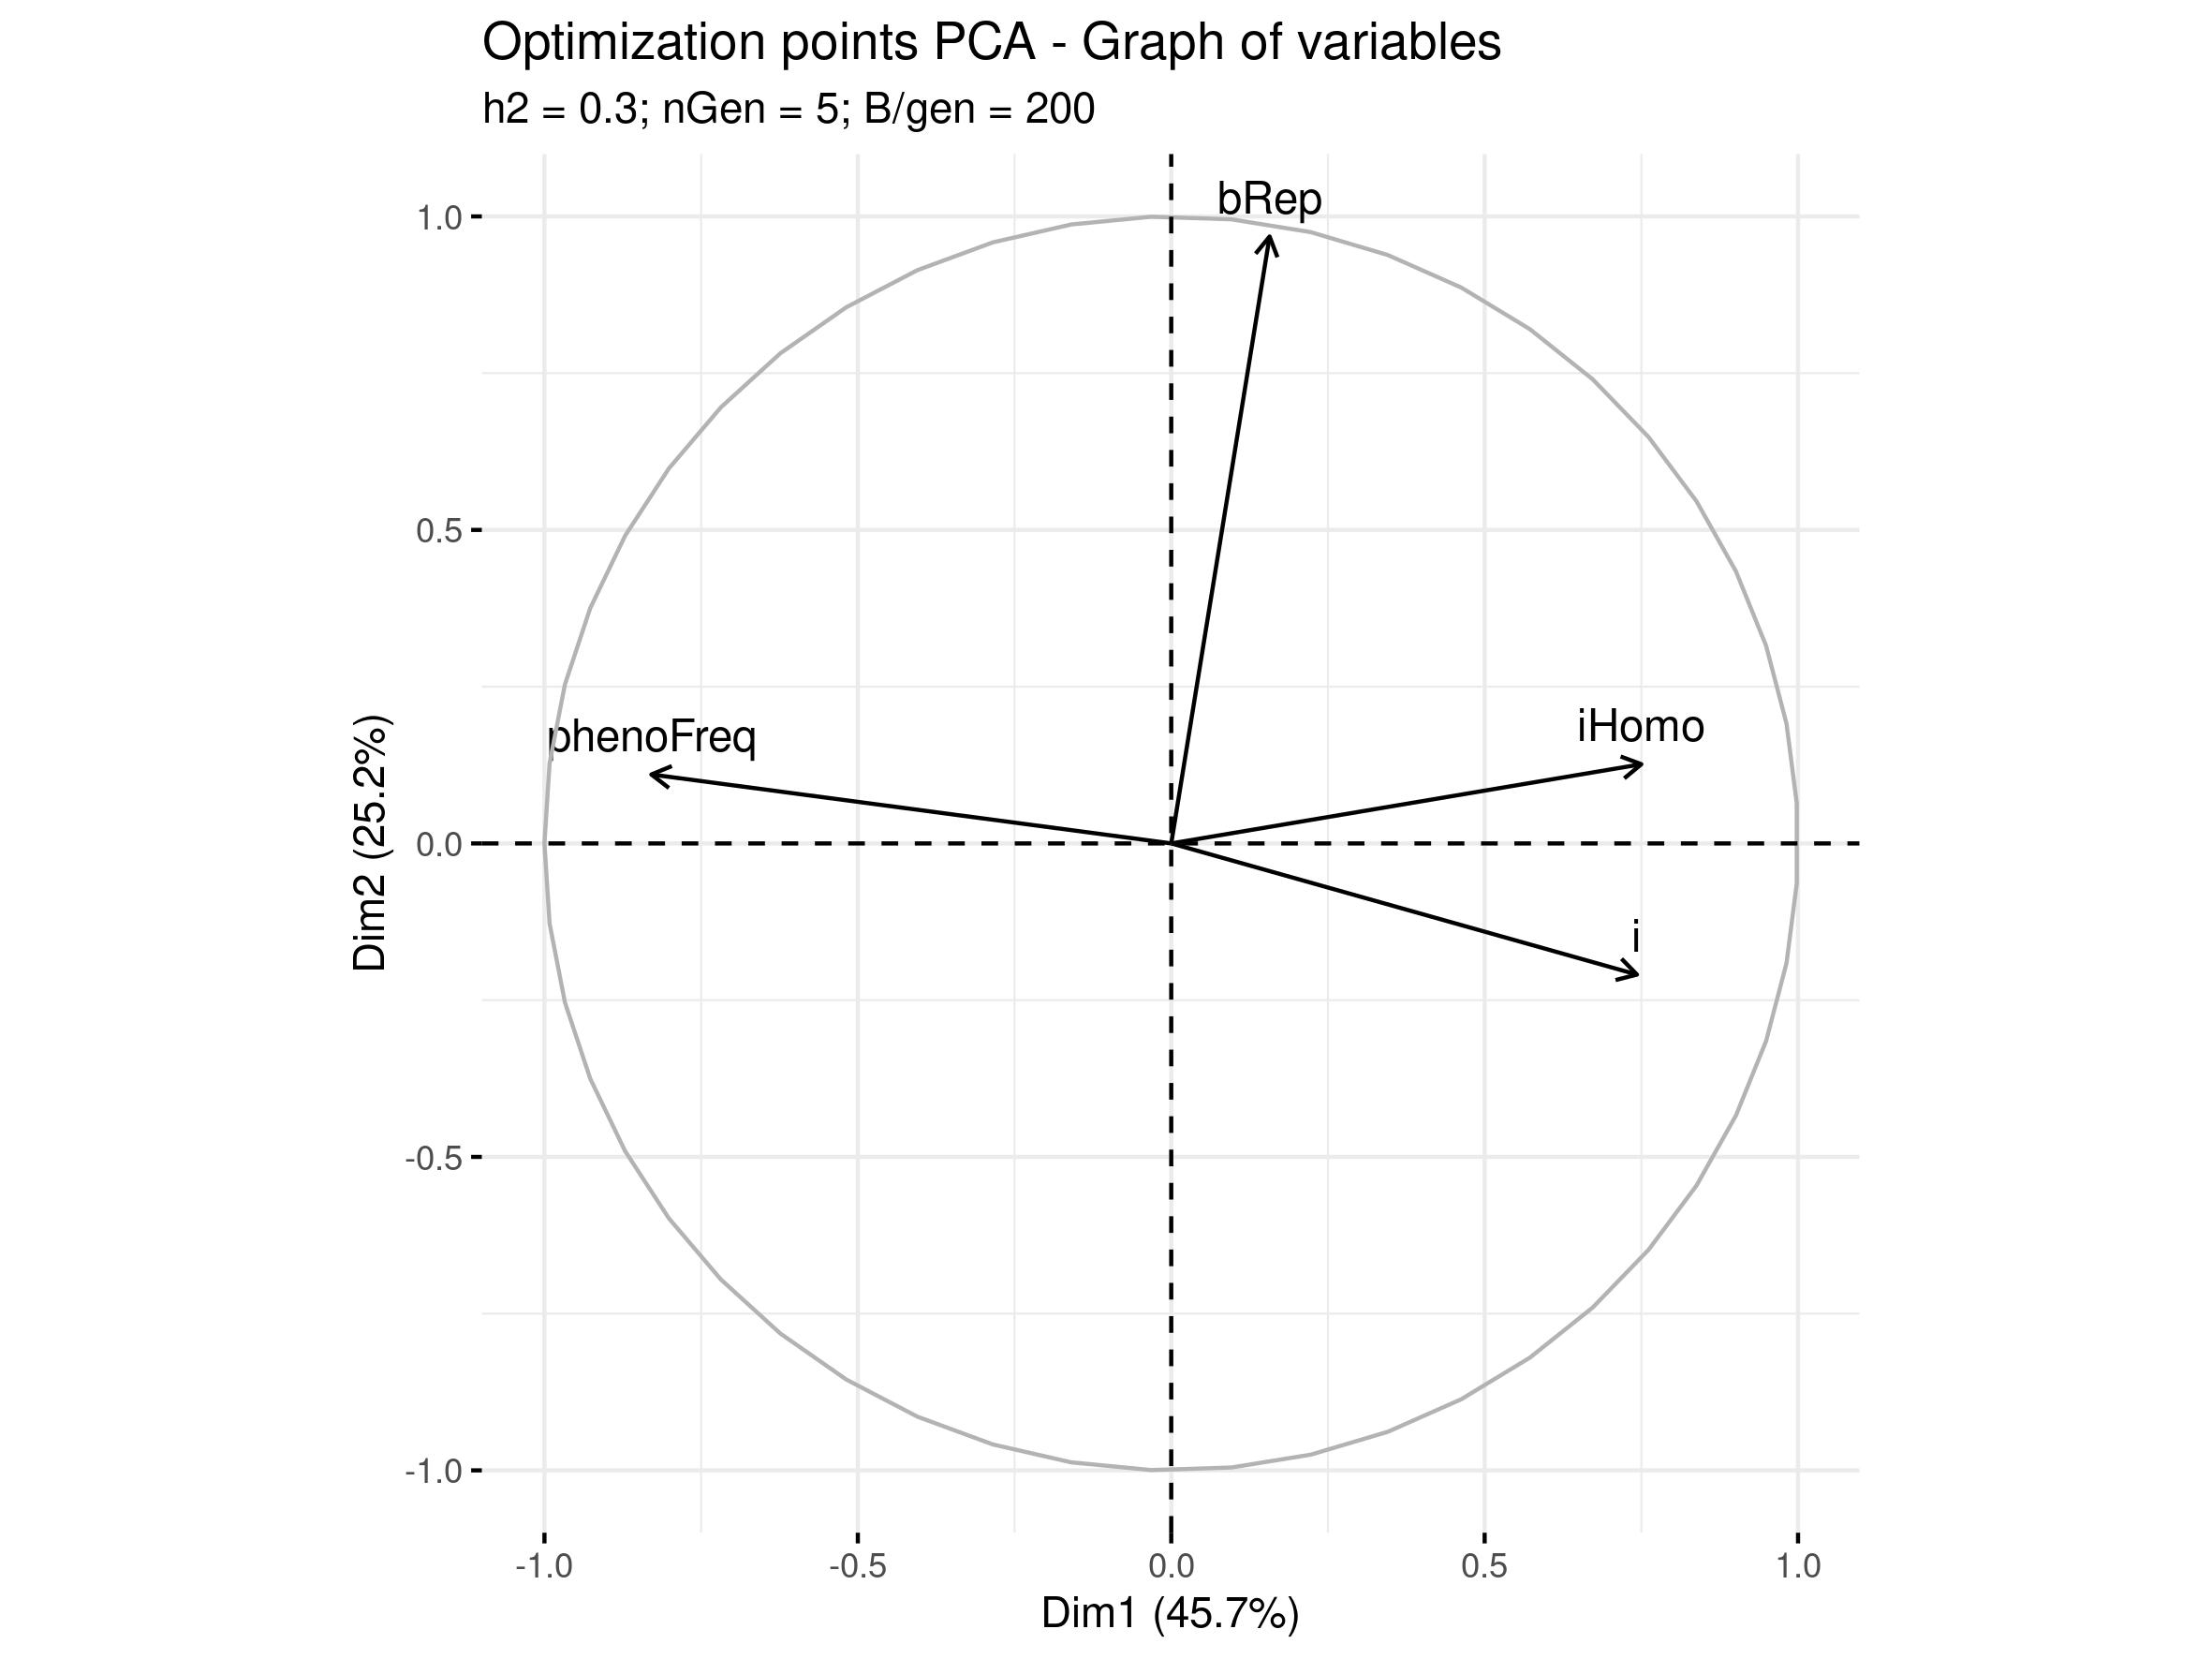 Optimization points PCA - Graph of variables
h2 = 0.3; nGen = 5; B/gen = 200
bRep
phenoFreq
iHomo
i
Dim2 (25.2%)
1.0
0.5
0.0
-0.5
-1.0
-1.0
-0.5
0.0
0.5
1.0
Dim1 (45.7%)